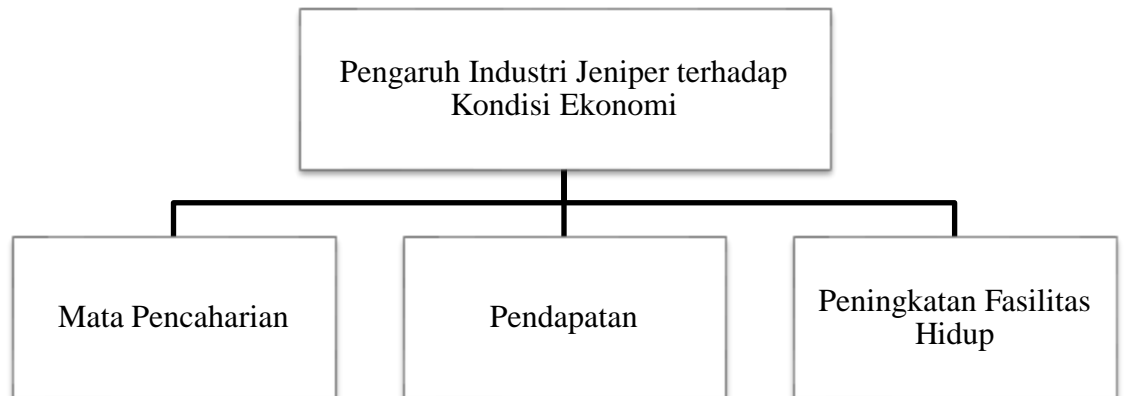 Pengaruh Industri Jeniper terhadap
Kondisi Ekonomi
Mata Pencaharian
Pendapatan
Peningkatan Fasilitas
Hidup